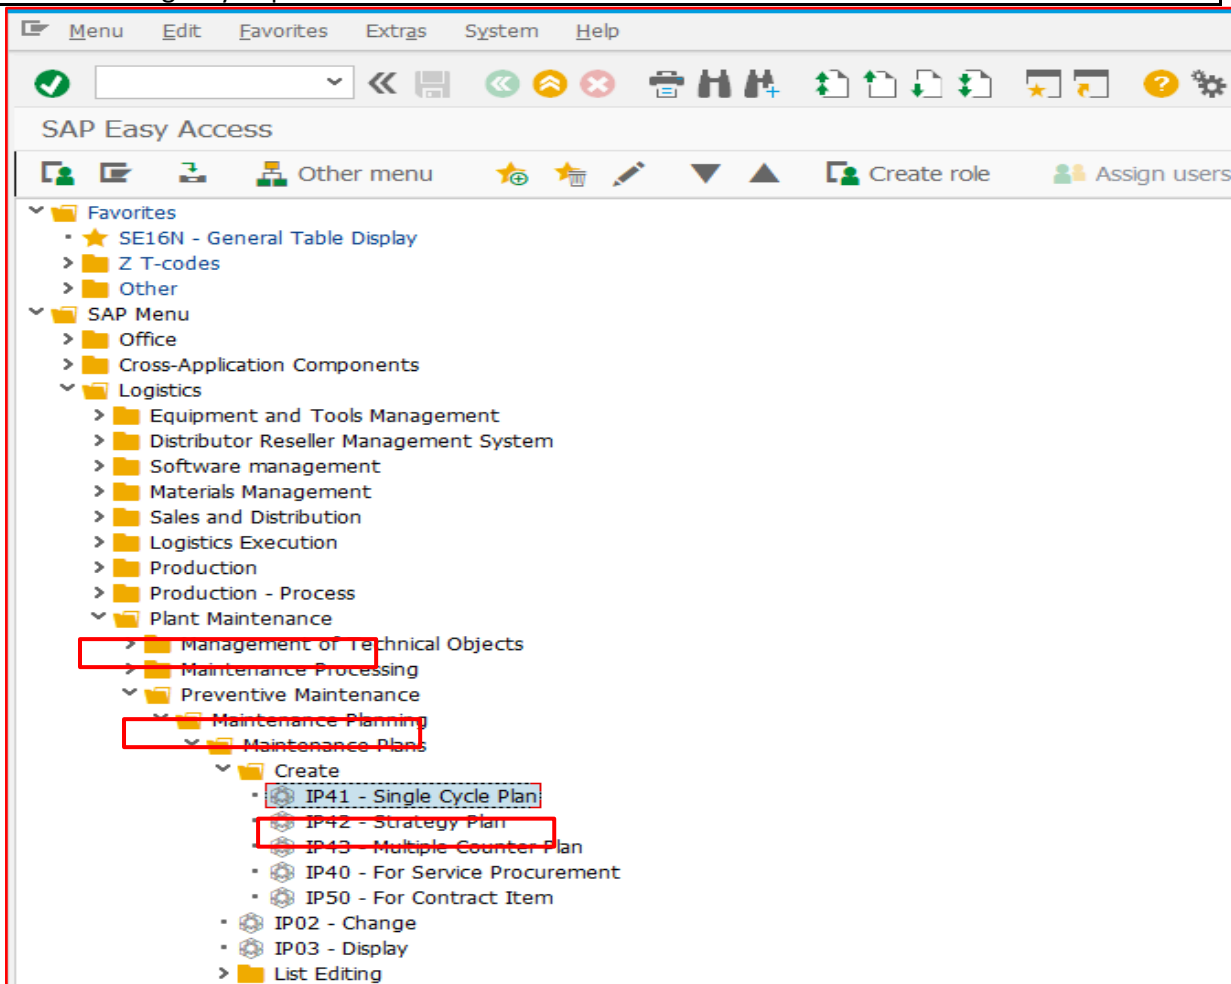 Menu Edit Favorites Extras System Help
SAP Easy Access
Other menu Create role Assign users
Favorites
SE16N - General Table Display
Z T-codes
Other
SAP Menu
Office
Cross-Application Components
Logistics
Equipment and Tools Management
Distributor Reseller Management System
Software management
Materials Management
Sales and Distribution
Logistics Execution
Production
Production - Process
Plant Maintenance
Management of Technical Objects
Maintenance Processing
Preventive Maintenance
Maintenance Planning
Maintenance Plans
Create
IP41 - Single Cycle Plan
IP42 - Strategy Plan
IP43 - Multiple Counter Plan
IP40 - For Service Procurement
IP50 - For Contract Item
IP02 - Change
IP03 - Display
List Editing